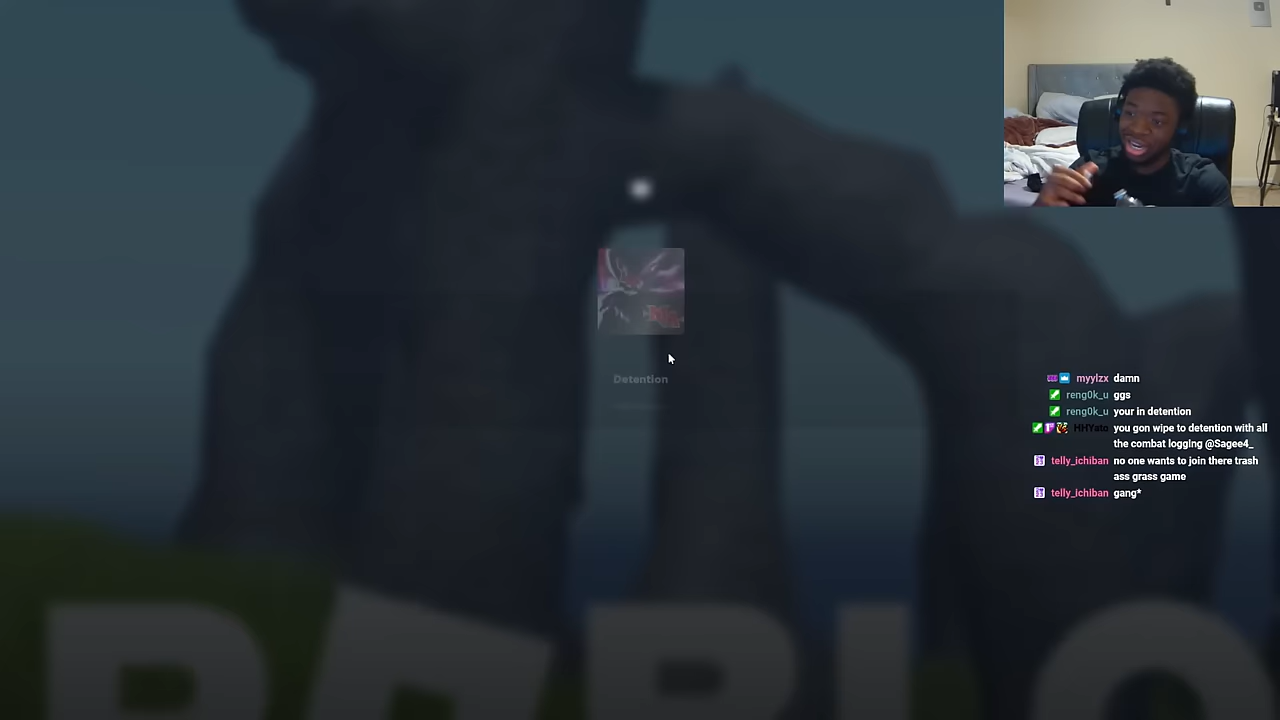 Detention
myylzx damn
reng0k_u ggs
reng0k_u your in detention
HHYato you gon wipe to detention with all
the combat logging @Sagee4_
telly_ichiban no one wants to join there trash
ass grass game
telly_ichiban gang*